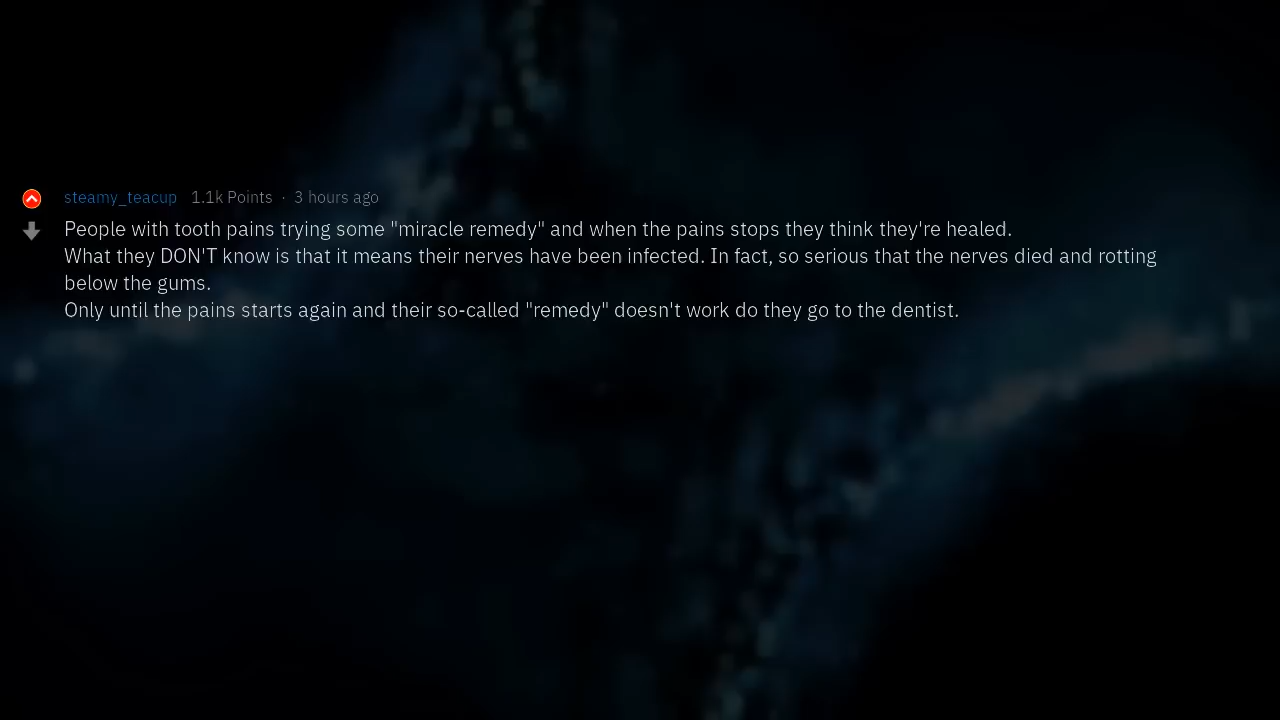 steamy_teacup 1.1k Points · 3 hours ago
People with tooth pains trying some "miracle remedy" and when the pains stops they think they're healed.
What they DON'T know is that it means their nerves have been infected. In fact, so serious that the nerves died and rotting
below the gums.
Only until the pains starts again and their so-called "remedy" doesn't work do they go to the dentist.